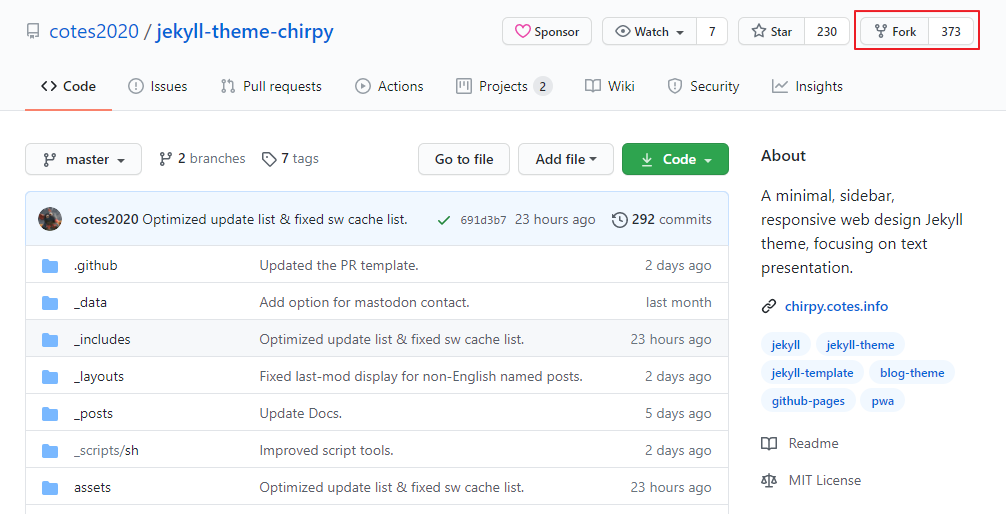 cotes2020 / jekyll-theme-chirpy Sponsor Watch 7 Star 230 Fork 373
Code Issues Pull requests Actions Projects 2 Wiki Security Insights
master 2 branches 7 tags Go to file Add file Code
cotes2020 Optimized update list & fixed sw cache list. 691d3b7 23 hours ago 292 commits
.github Updated the PR template. 2 days ago
_data Add option for mastodon contact. last month
_includes Optimized update list & fixed sw cache list. 23 hours ago
_layouts Fixed last-mod display for non-English named posts. 2 days ago
_posts Update Docs. 5 days ago
_scripts/sh Improved script tools. 2 days ago
assets Optimized update list & fixed sw cache list. 23 hours ago
About
A minimal, sidebar,
responsive web design Jekyll
theme, focusing on text
presentation.
chirpy.cotes.info
jekyll jekyll-theme
jekyll-template blog-theme
github-pages pwa
Readme
MIT License